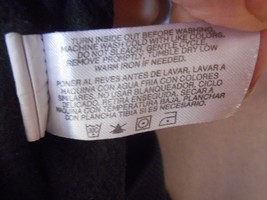 TURN INSIDE OUT BEFORE WASHING,
MACHINE WASH COLD WITH LIKE COLORS.
NOT BLEACH, GENTLE CYCLE.
REMOVE PROMPTLY, TUMBLE DRY LOW
WARM IRON IF NEEDED.
PONER AL REVES ANTES DE LAVAR, LAVAR A
MAQUINA CON AGUA FRIA CON COLORES
SIMILARES. NO USAR BLANQUEADOR, CICLO
DELICADO, RETIRA ENSEGUIDA, SECAR A
MAQUINA CON TEMPERATURA BAJA, PLANCHAR
CON PLANCHA TIBIA SI ES NECESARIO.